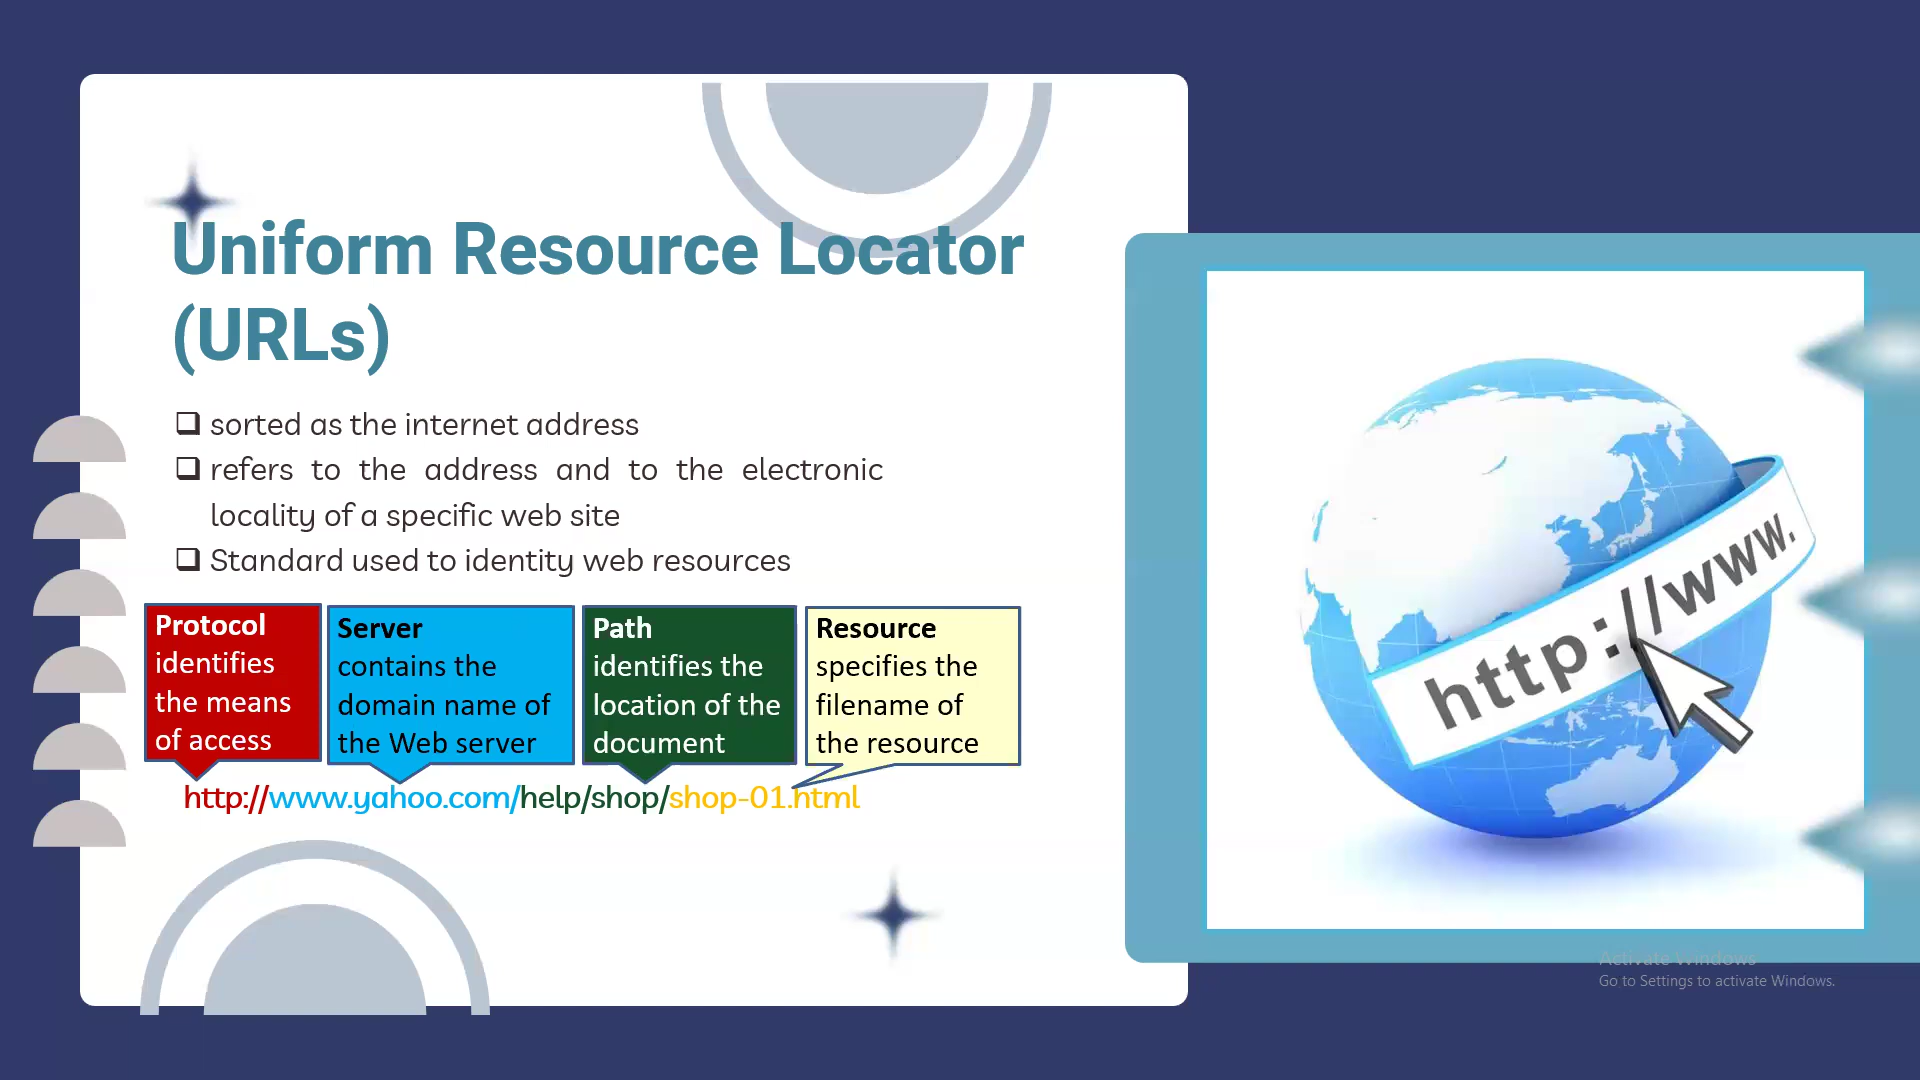 Uniform Resource Locator
(URLs)
❑ sorted as the internet address
❑ refers to the address and to the electronic
locality of a specific web site
❑ Standard used to identity web resources
Protocol
identifies
the means
of access
Server
contains the
domain name of
the Web server
Path
identifies the
location of the
document
Resource
specifies the
filename of
the resource
http://www.yahoo.com/help/shop/shop-01.html
http://www.
Activate Windows
Go to Settings to activate Windows.